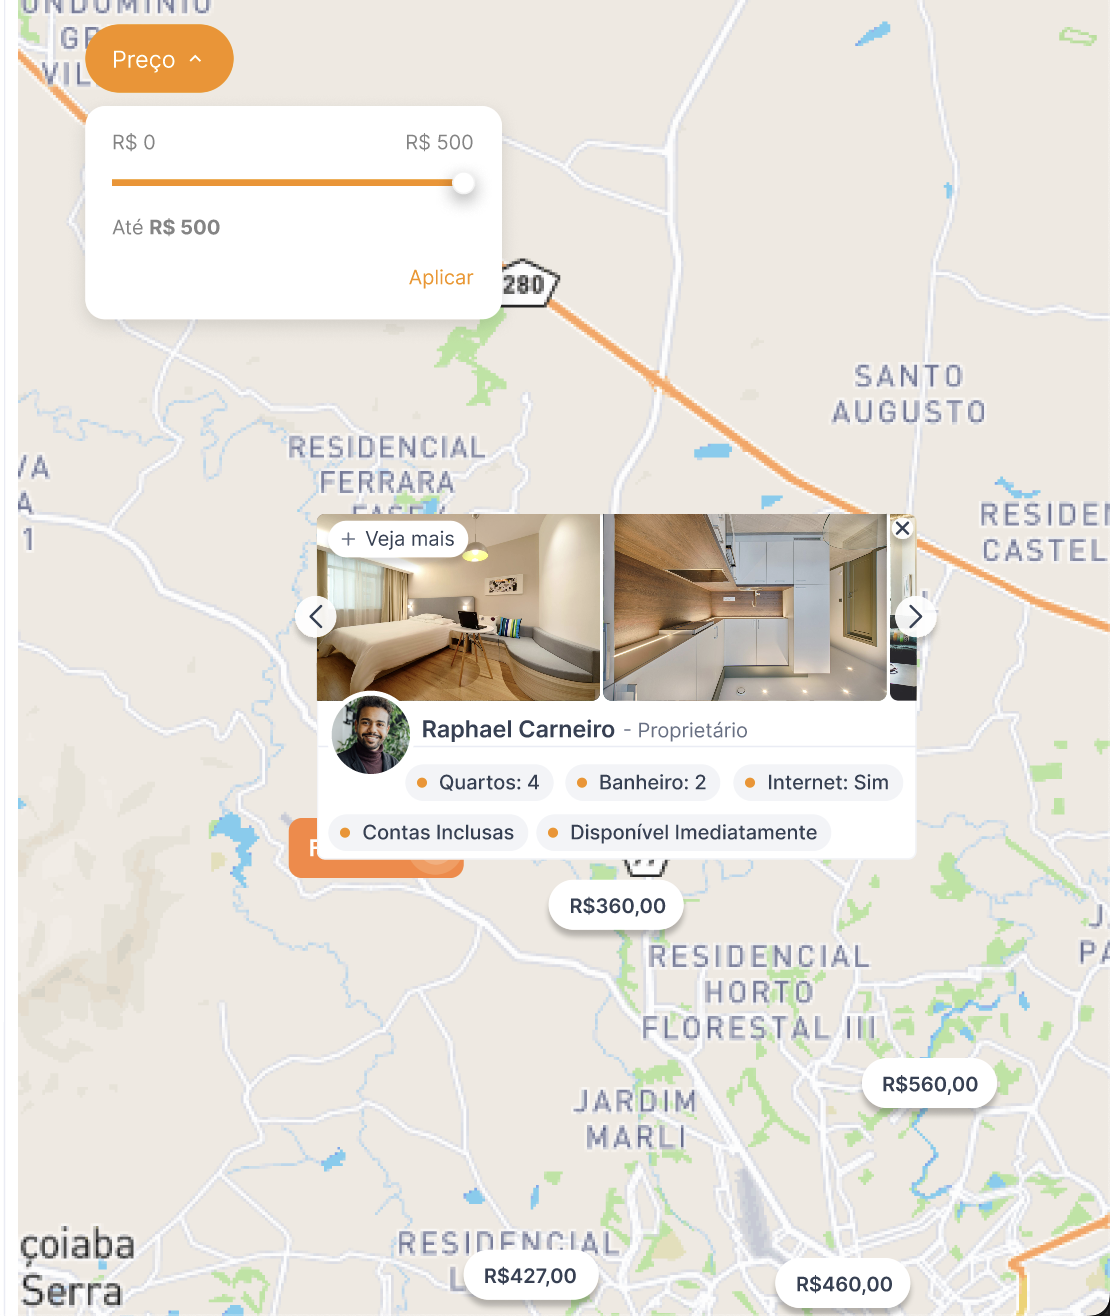 Preço
R$ 0
R$ 500
Até R$ 500
Aplicar
280
SANTO
AUGUSTO
RESIDENCIAL
FERRARA
1
+ Veja mais
Raphael Carneiro - Proprietário
Quartos: 4
Banheiro: 2
Internet: Sim
Contas Inclusas
Disponível Imediatamente
R$360,00
RESIDENCIAL
HORTO
FLORESTAL III
R$560,00
JARDIM
MARLI
çoiaba
Serra
RESIDENCIAL
R$427,00
R$460,00